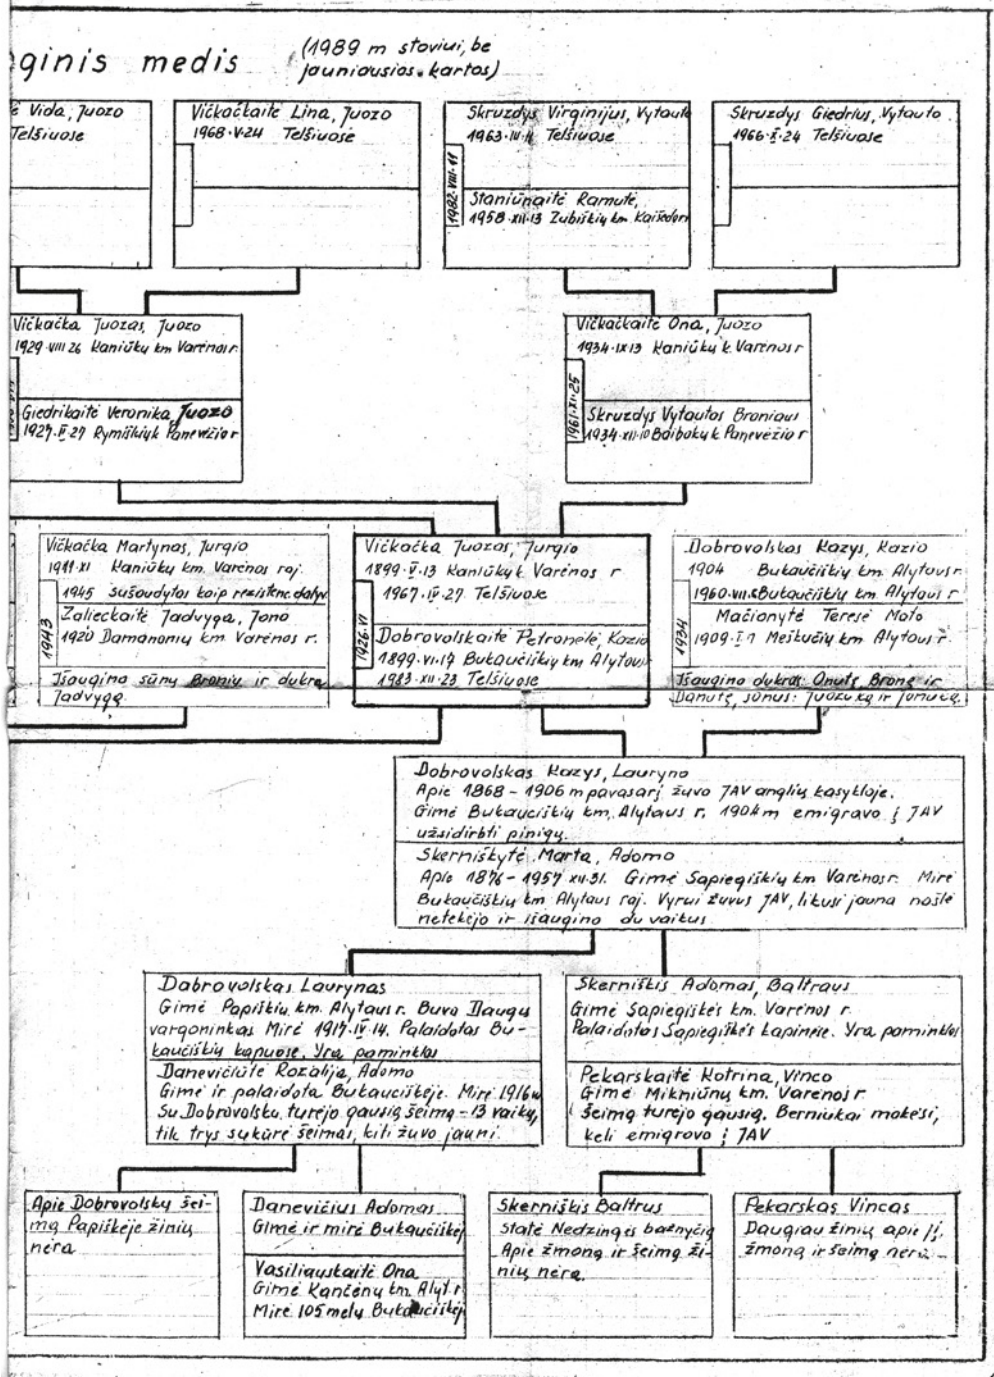 ginis medis
(1989 m stoviui, be
jauniausios kartos)
ė Vida, Juozo
Telšiuose
Vičkačkaitė Lina, Juozo
1968·V·24 Telšiuose
Skruzdys Virginijus, Vytauto
1963·IV· Telšiuose
1982·VIII·11
Staniūnaitė Ramutė,
1958·XII·13 Zubiškių km. Kaišedori
Skruzdys Giedrius, Vytauto
1966·X·24 Telšiuose
Vičkačka Juozas, Juozo
1929·VIII 26 Kaniūkų km Varėnos r.
Giedrikaitė Veronika, Juozo
1927·II·27 Panevėžio r
Vičkačkaitė Ona, Juozo
1934·IX·13 Kaniūkų k. Varėnos r
1961·XI·25
Skruzdys Vytautas Broniaus
1934·XII·10 Baibokų k Panevėžio r
Vičkačka Martynas, Jurgio
1911·XI Kaniūkų km. Varėnos raj.
1945 Sušaudytas kaip rezistenc. dalyv
1943
Zalieckaitė Jadvyga, Jono
1920 Darnanonių km Varėnos r.
Išaugino sūnų Bronių ir dukrą
Jadvygą
Vičkačka Juozas, Jurgio
1899·V·13 Kaniūkų k Varėnos r
1967·IV·27 Telšiuose
1926·VI
Dobrovolskaitė Petronėlė, Kazio
1899·VI·19 Bukaučiškių km Alytaus
1983·XII·23 Telšiuose
Dobrovolskas Kazys, Kazio
1904 Bukaučiškių km. Alytaus r.
1960·VII· Bukaučiškių km. Alytaus r
1934
Mačionytė Teresė Moto
1909·I·7 Meškučių km Alytaus r.
Išaugino dukras: Onutę, Bronę ir
Danutę, sūnus: Juozuką ir Jonuką.
Dobrovolskas Kazys, Lauryno
Apie 1868 - 1906 m pavasarį žuvo JAV anglių kasykloje.
Gimė Bukaučiškių km, Alytaus r. 1904 m emigravo į JAV
užsidirbti pinigų.
Skerniškytė Marta, Adomo
Apie 1876 - 1957 XII·31. Gimė Sapiegiškių km Varėnos r. Mirė
Bukaučiškių km Alytaus raj. Vyrui žuvus JAV, likusi jauna našlė
netekėjo ir išaugino du vaikus
Dabrovolskas Laurynas
Gimė Papiškių km. Alytaus r. Buvo Daugų
vargoninkas Mirė 1917·IV·14. Palaidotas Bu-
kaučiškių kapuose. Yra paminklas
Danevičiūtė Rozalija, Adomo
Gimė ir palaidota Bukauciškėje. Mirė 1916 m
Su Dobrovolsku turėjo gausią šeimą - 13 vaikų,
tik trys sukūrė šeimas, kiti žuvo jauni.
Skerniškis Adomas, Baltraus
Gimė Sapiegiškės km. Varėnos r
Palaidotas Sapiegiškės kapinėse. Yra paminklas
Pekarskaitė Kotrina, Vinco
Gimė Mikniūnų km. Varėnos r
Šeimą turėjo gausią. Berniukai mokėsi,
keli emigravo į JAV
Apie Dobrovolskų šei-
mą Papiškėje žinių
nėra
Danevičius Adomas
Gimė ir mirė Bukaučiškėj
Vasiliauskaitė Ona
Gimė Kančėnų km. Alyt. r
Mirė 105 metų Bukaučiškėj
Skerniškis Baltrus
Statė Nedzingės bažnyčią
Apie žmoną ir šeimą ži-
nių nėra.
Pekarskas Vincas
Daugiau žinių apie jį,
žmoną ir šeimą nėra